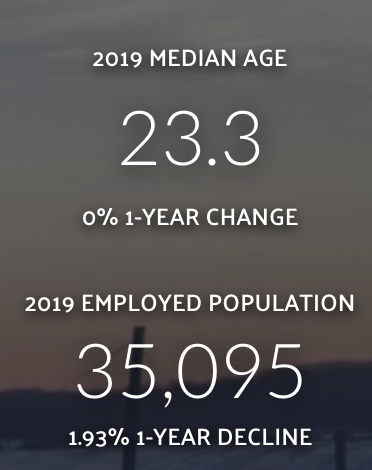 2019 MEDIAN AGE
23.3
0% 1-YEAR CHANGE
2019 EMPLOYED POPULATION
35,095
1.93% 1-YEAR DECLINE